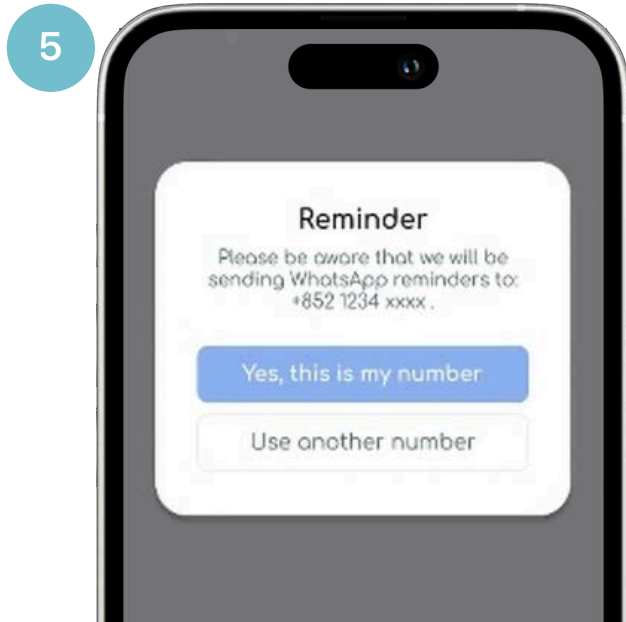 5
Reminder
Please be aware that we will be
sending WhatsApp reminders to:
+852 1234 xxxx .
Yes, this is my number
Use another number